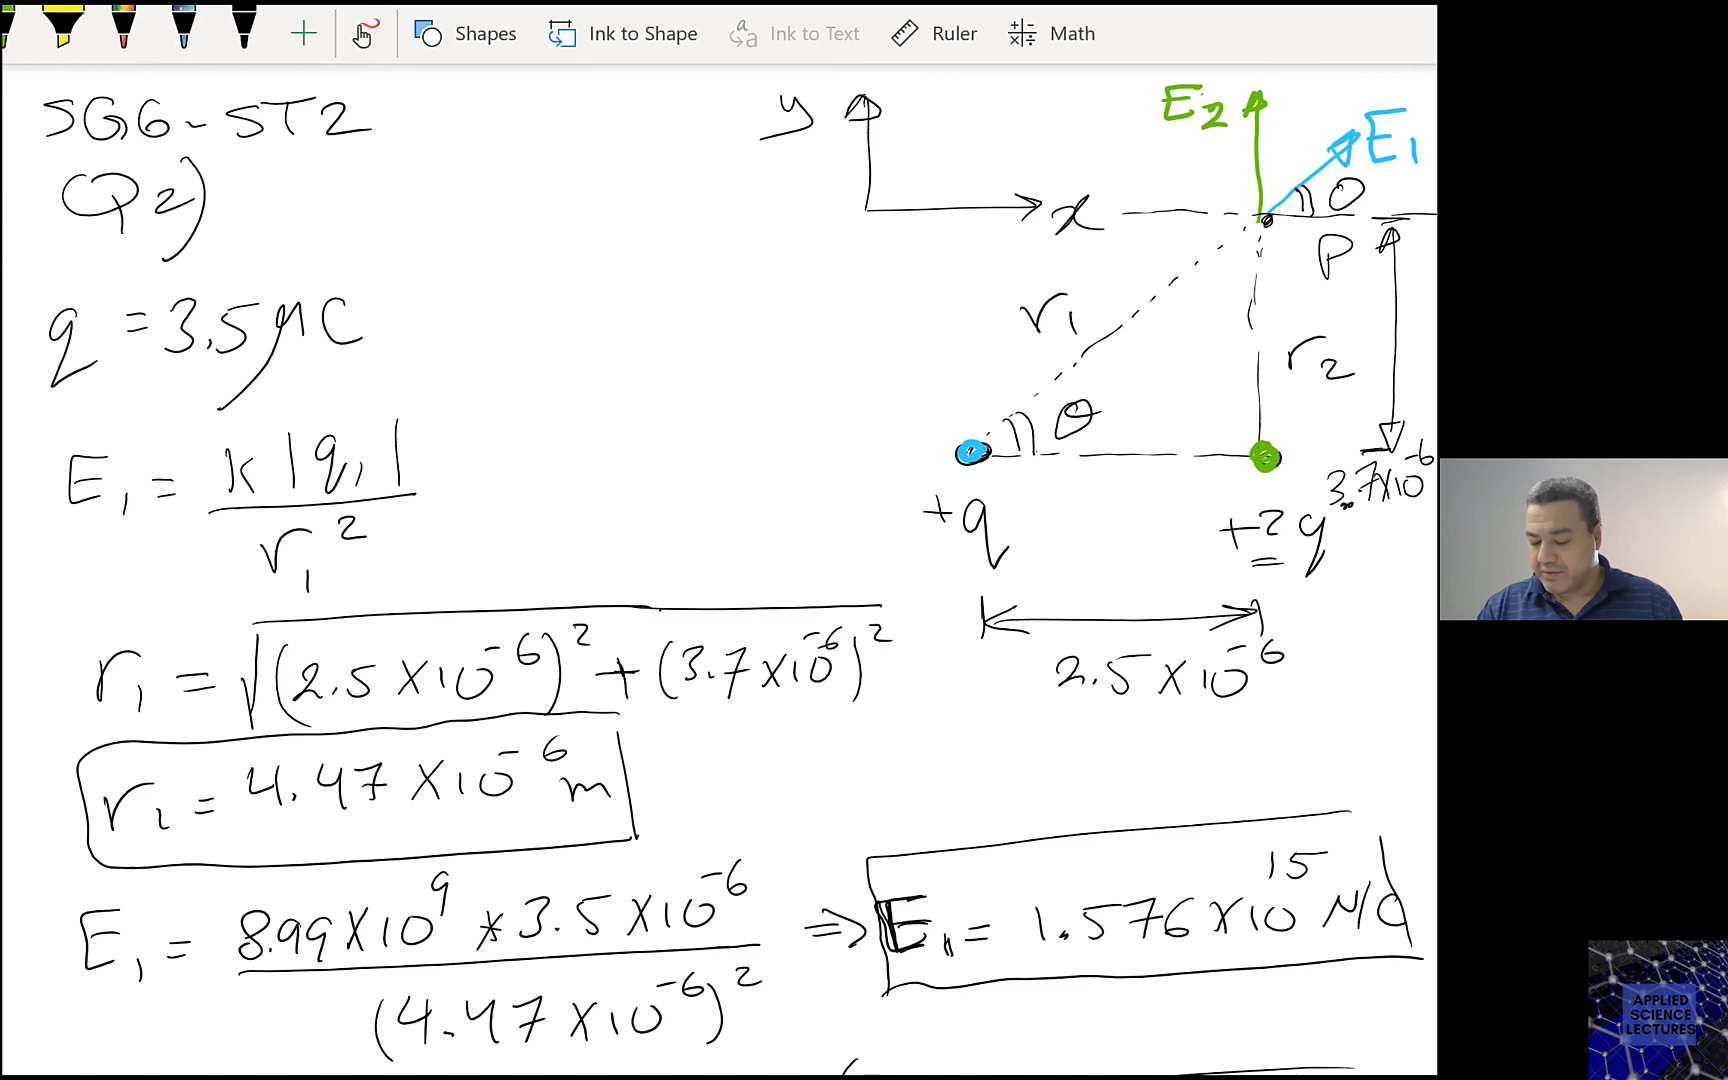 Shapes
Ink to Shape
Ink to Text
Ruler
Math
SG6 - ST2
Q2)
y
x
E2
E1
θ
P
r1
r2
θ
+q
+2q
3.7x10^-6
2.5 x 10^-6
q = 3.5 μC
E1 = k|q1| / r1^2
r1 = √((2.5 x 10^-6)^2 + (3.7 x 10^-6)^2)
r1 = 4.47 x 10^-6 m
E1 = 8.99 x 10^9 * 3.5 x 10^-6 / (4.47 x 10^-6)^2 ⇒ E1 = 1.576 x 10^15 N/C
APPLIED
SCIENCE
LECTURES